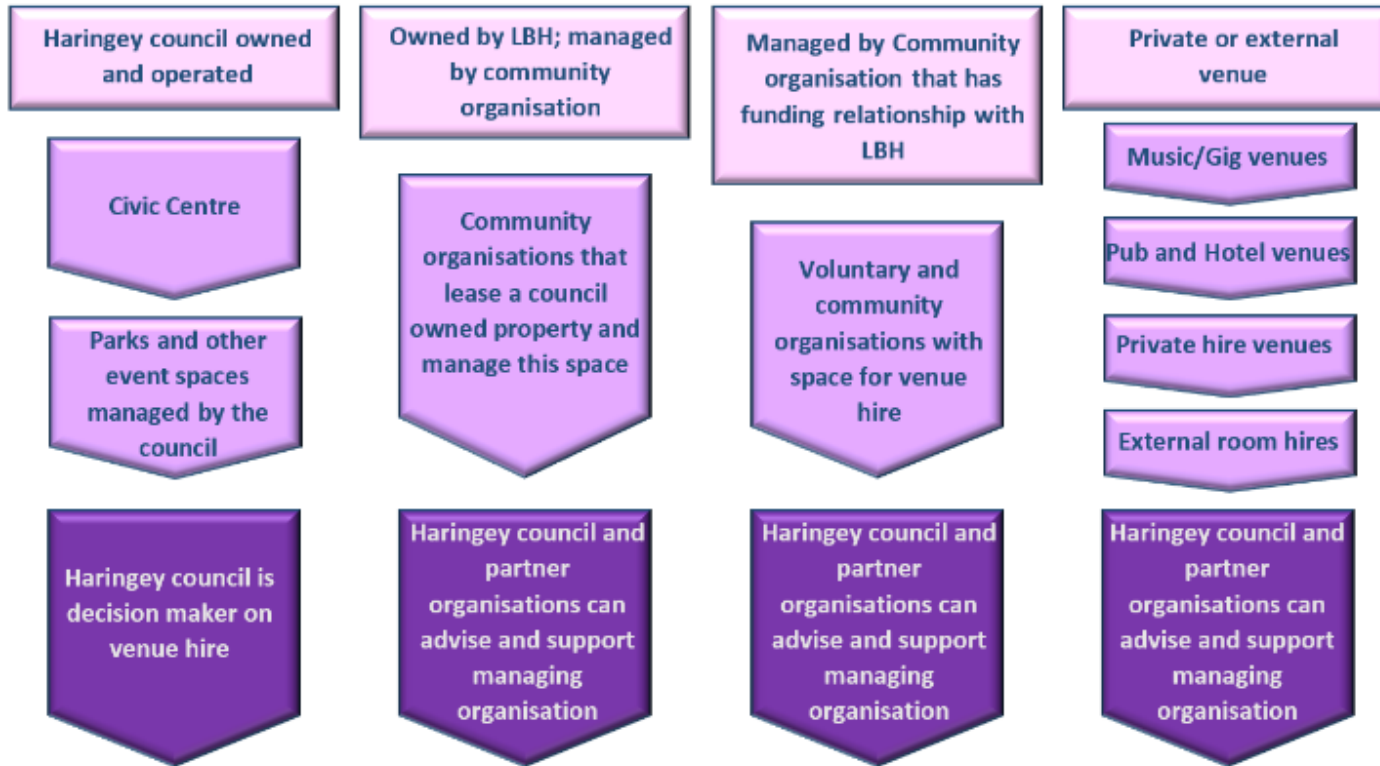 Haringey council owned
and operated
Civic Centre
Parks and other
event spaces
managed by the
council
Haringey council is
decision maker on
venue hire
Owned by LBH; managed
by community
organisation
Community
organisations that
lease a council
owned property and
manage this space
Haringey council and
partner
organisations can
advise and support
managing
organisation
Managed by Community
organisation that has
funding relationship with
LBH
Voluntary and
community
organisations with
space for venue
hire
Haringey council and
partner
organisations can
advise and support
managing
organisation
Private or external
venue
Music/Gig venues
Pub and Hotel venues
Private hire venues
External room hires
Haringey council and
partner
organisations can
advise and support
managing
organisation